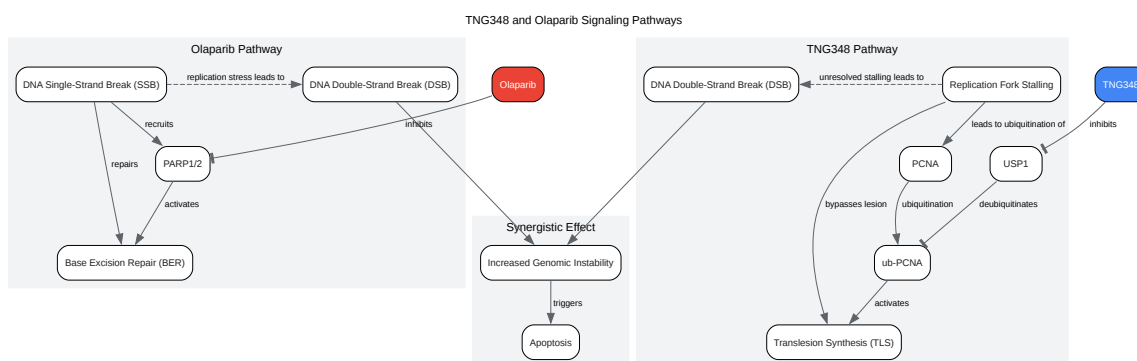 TNG348 and Olaparib Signaling Pathways
Olaparib Pathway
TNG348 Pathway
DNA Single-Strand Break (SSB)
replication stress leads to
DNA Double-Strand Break (DSB)
Olaparib
DNA Double-Strand Break (DSB)
unresolved stalling leads to
Replication Fork Stalling
TNG348
recruits
inhibits
leads to ubiquitination of
inhibits
repairs
PARP1/2
PCNA
USP1
activates
bypasses lesion
ubiquitination
deubiquitinates
Synergistic Effect
Base Excision Repair (BER)
Increased Genomic Instability
ub-PCNA
triggers
activates
Apoptosis
Translesion Synthesis (TLS)